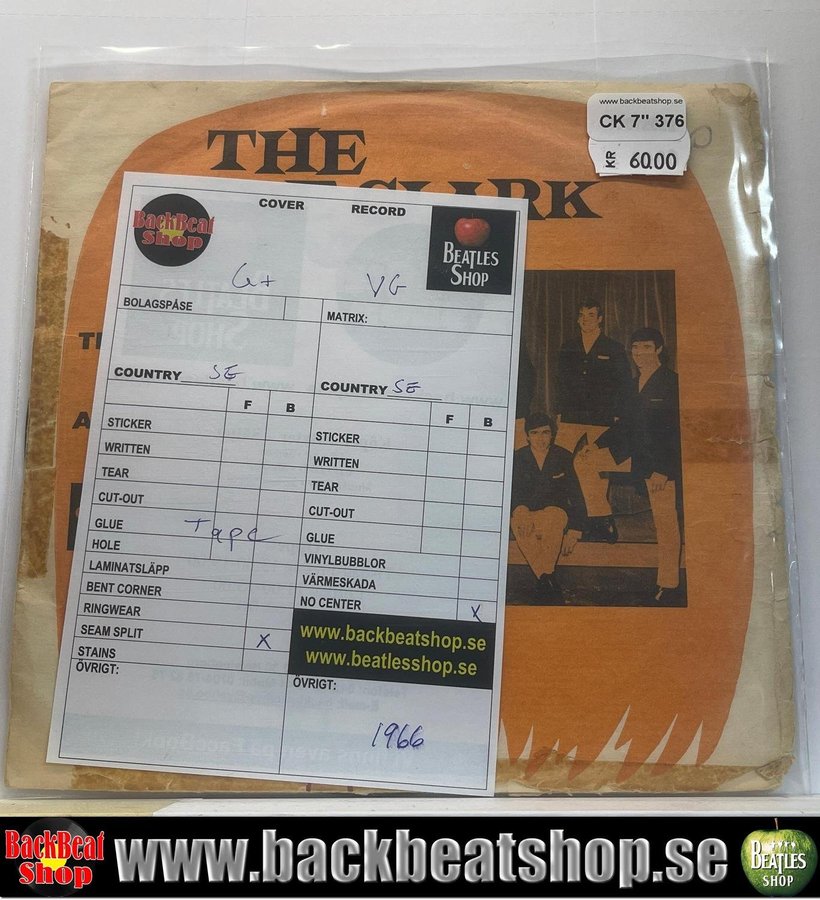 www.backbeatshop.se
CK 7" 376
KR 60.00
THE
CLARK
BackBeat
Shop
COVER
RECORD
BEATLES
SHOP
G+
VG
BOLAGSPÅSE
MATRIX:
COUNTRY SE
COUNTRY SE
F B
F B
STICKER
WRITTEN
TEAR
CUT-OUT
GLUE Tape
HOLE
LAMINATSLÄPP
BENT CORNER
RINGWEAR
SEAM SPLIT X
STAINS
ÖVRIGT:
STICKER
WRITTEN
TEAR
CUT-OUT
GLUE
VINYLBUBBLOR
VÄRMESKADA
NO CENTER X
www.backbeatshop.se
www.beatlesshop.se
ÖVRIGT:
1966
BackBeat
Shop
www.backbeatshop.se
BEATLES
SHOP